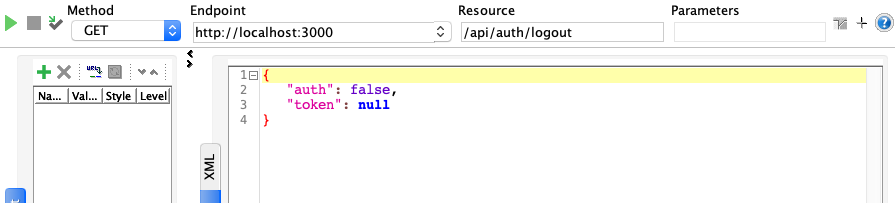 Method Endpoint Resource Parameters
GET http://localhost:3000 /api/auth/logout
Na... Val... Style Level
1 {
2 "auth": false,
3 "token": null
4 }
XML